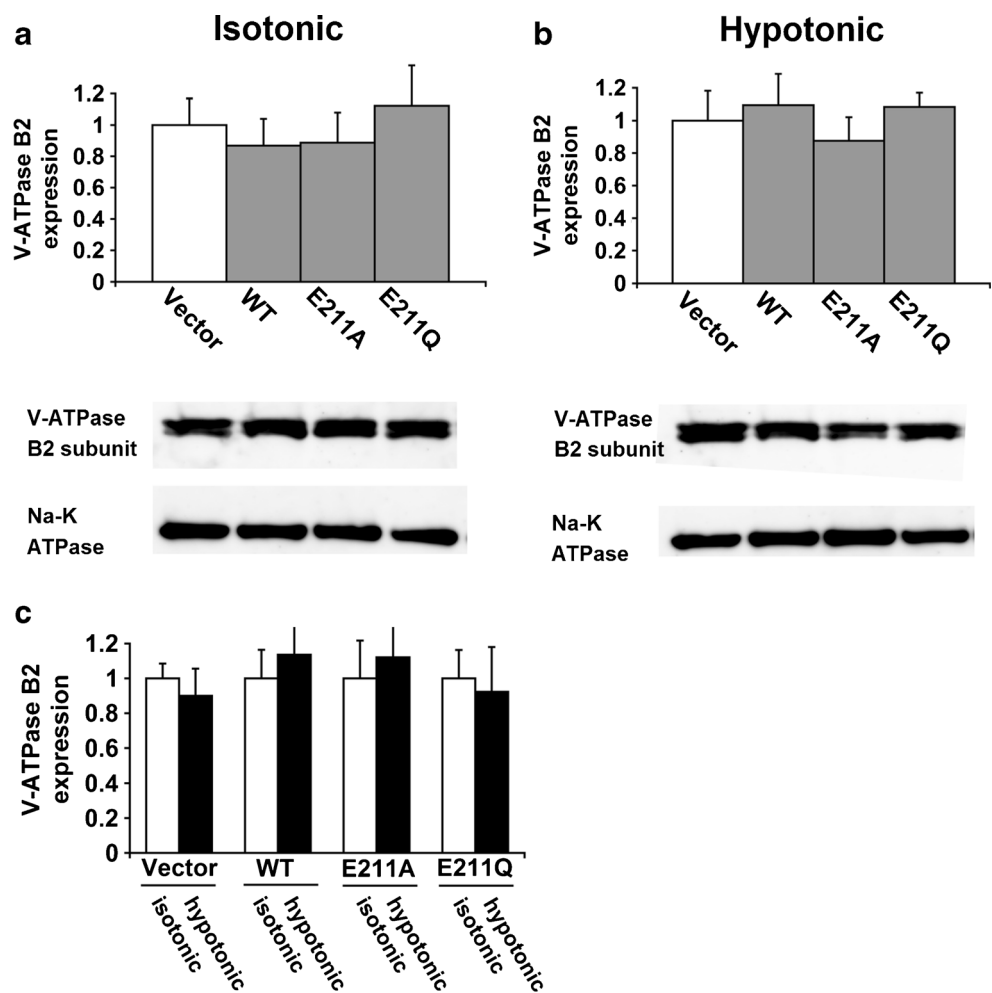 a
Isotonic
V-ATPase B2
expression
1.2
1
0.8
0.6
0.4
0.2
0
Vector
WT
E211A
E211Q
V-ATPase
B2 subunit
Na-K
ATPase
b
Hypotonic
V-ATPase B2
expression
1.2
1
0.8
0.6
0.4
0.2
0
Vector
WT
E211A
E211Q
V-ATPase
B2 subunit
Na-K
ATPase
c
V-ATPase B2
expression
1.2
1
0.8
0.6
0.4
0.2
0
Vector
WT
E211A
E211Q
isotonic
hypotonic
isotonic
hypotonic
isotonic
hypotonic
isotonic
hypotonic